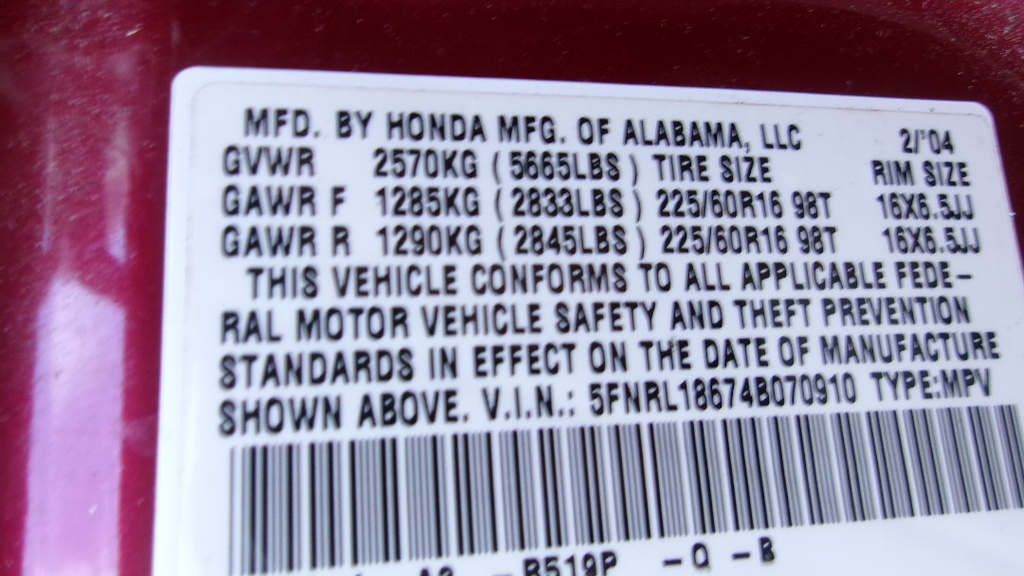 MFD. BY HONDA MFG. OF ALABAMA, LLC 2/'04
GVWR 2570KG ( 5665LBS ) TIRE SIZE RIM SIZE
GAWR F 1285KG ( 2833LBS ) 225/60R16 98T 16X6.5JJ
GAWR R 1290KG ( 2845LBS ) 225/60R16 98T 16X6.5JJ
THIS VEHICLE CONFORMS TO ALL APPLICABLE FEDE-
RAL MOTOR VEHICLE SAFETY AND THEFT PREVENTION
STANDARDS IN EFFECT ON THE DATE OF MANUFACTURE
SHOWN ABOVE. V.I.N.: 5FNRL18674B070910 TYPE:MPV
- R519P - Q - B